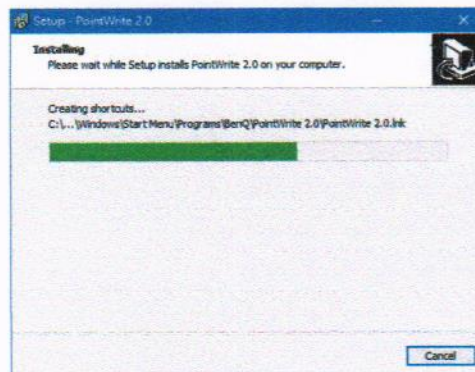 Setup - PointWrite 2.0
Installing
Please wait while Setup installs PointWrite 2.0 on your computer.
Creating shortcuts...
C:\...\Windows\Start Menu\Programs\BenQ\PointWrite 2.0\PointWrite 2.0.lnk
Cancel